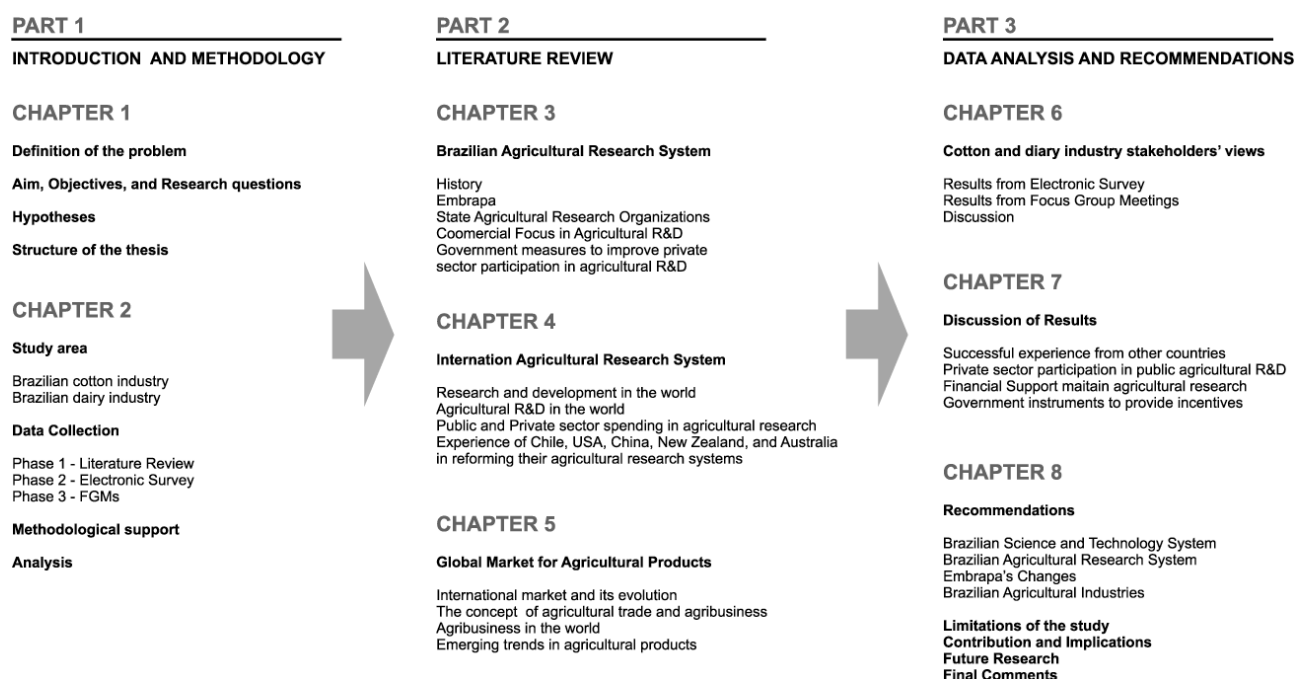 PART 1
INTRODUCTION AND METHODOLOGY
CHAPTER 1
Definition of the problem
Aim, Objectives, and Research questions
Hypotheses
Structure of the thesis
CHAPTER 2
Study area
Brazilian cotton industry
Brazilian dairy industry
Data Collection
Phase 1 - Literature Review
Phase 2 - Electronic Survey
Phase 3 - FGMs
Methodological support
Analysis
PART 2
LITERATURE REVIEW
CHAPTER 3
Brazilian Agricultural Research System
History
Embrapa
State Agricultural Research Organizations
Coomercial Focus in Agricultural R&D
Government measures to improve private
sector participation in agricultural R&D
CHAPTER 4
Internation Agricultural Research System
Research and development in the world
Agricultural R&D in the world
Public and Private sector spending in agricultural research
Experience of Chile, USA, China, New Zealand, and Australia
in reforming their agricultural research systems
CHAPTER 5
Global Market for Agricultural Products
International market and its evolution
The concept of agricultural trade and agribusiness
Agribusiness in the world
Emerging trends in agricultural products
PART 3
DATA ANALYSIS AND RECOMMENDATIONS
CHAPTER 6
Cotton and diary industry stakeholders' views
Results from Electronic Survey
Results from Focus Group Meetings
Discussion
CHAPTER 7
Discussion of Results
Successful experience from other countries
Private sector participation in public agricultural R&D
Financial Support maitain agricultural research
Government instruments to provide incentives
CHAPTER 8
Recommendations
Brazilian Science and Technology System
Brazilian Agricultural Research System
Embrapa's Changes
Brazilian Agricultural Industries
Limitations of the study
Contribution and Implications
Future Research
Final Comments